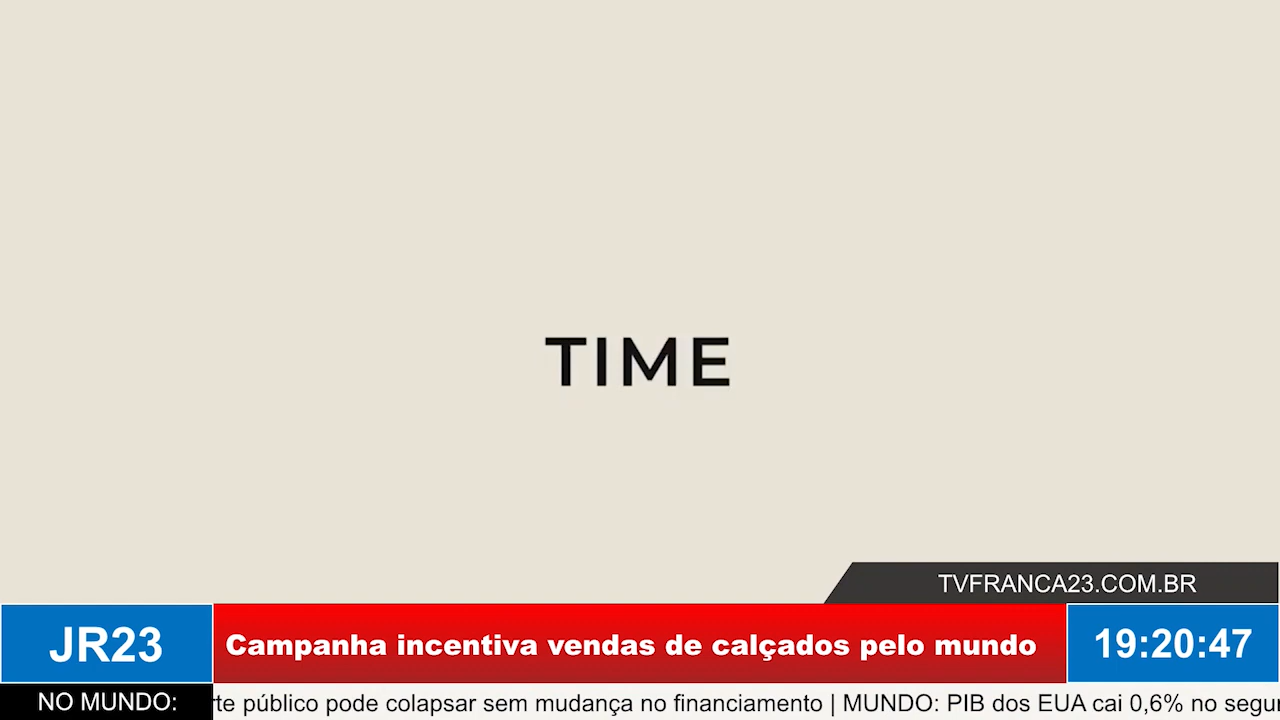 TIME
TVFRANCA23.COM.BR
JR23
Campanha incentiva vendas de calçados pelo mundo
19:20:47
NO MUNDO:
público pode colapsar sem mudança no financiamento | MUNDO: PIB dos EUA cai 0,6% no